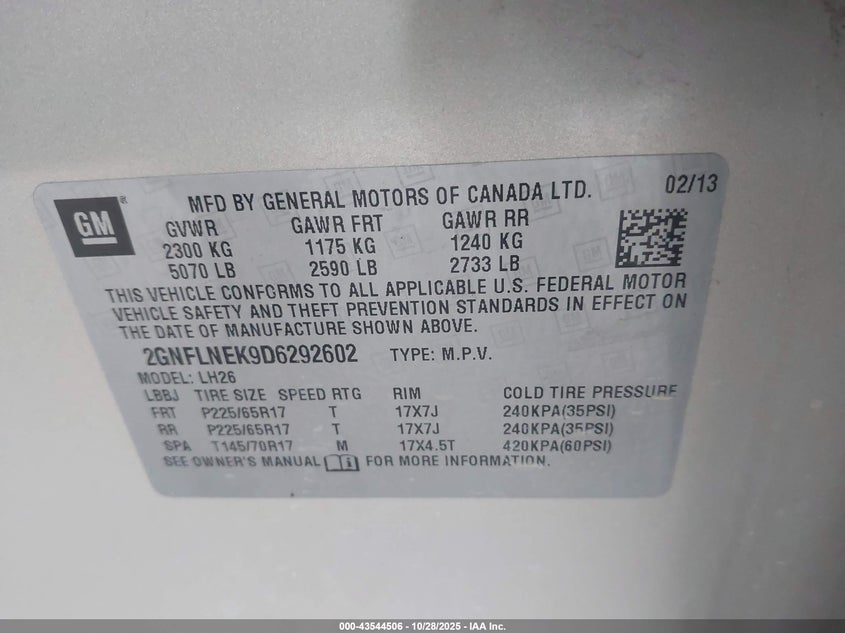 GM
MFD BY GENERAL MOTORS OF CANADA LTD. 02/13
GVWR GAWR FRT GAWR RR
2300 KG 1175 KG 1240 KG
5070 LB 2590 LB 2733 LB
THIS VEHICLE CONFORMS TO ALL APPLICABLE U.S. FEDERAL MOTOR
VEHICLE SAFETY AND THEFT PREVENTION STANDARDS IN EFFECT ON
THE DATE OF MANUFACTURE SHOWN ABOVE.
2GNFLNEK9D6292602 TYPE: M.P.V.
MODEL: LH26
LBBJ TIRE SIZE SPEED RTG RIM COLD TIRE PRESSURE
FRT P225/65R17 T 17X7J 240KPA(35PSI)
RR P225/65R17 T 17X7J 240KPA(35PSI)
SPA T145/70R17 M 17X4.5T 420KPA(60PSI)
SEE OWNER'S MANUAL FOR MORE INFORMATION.
000-43544506 - 10/28/2025 - IAA Inc.